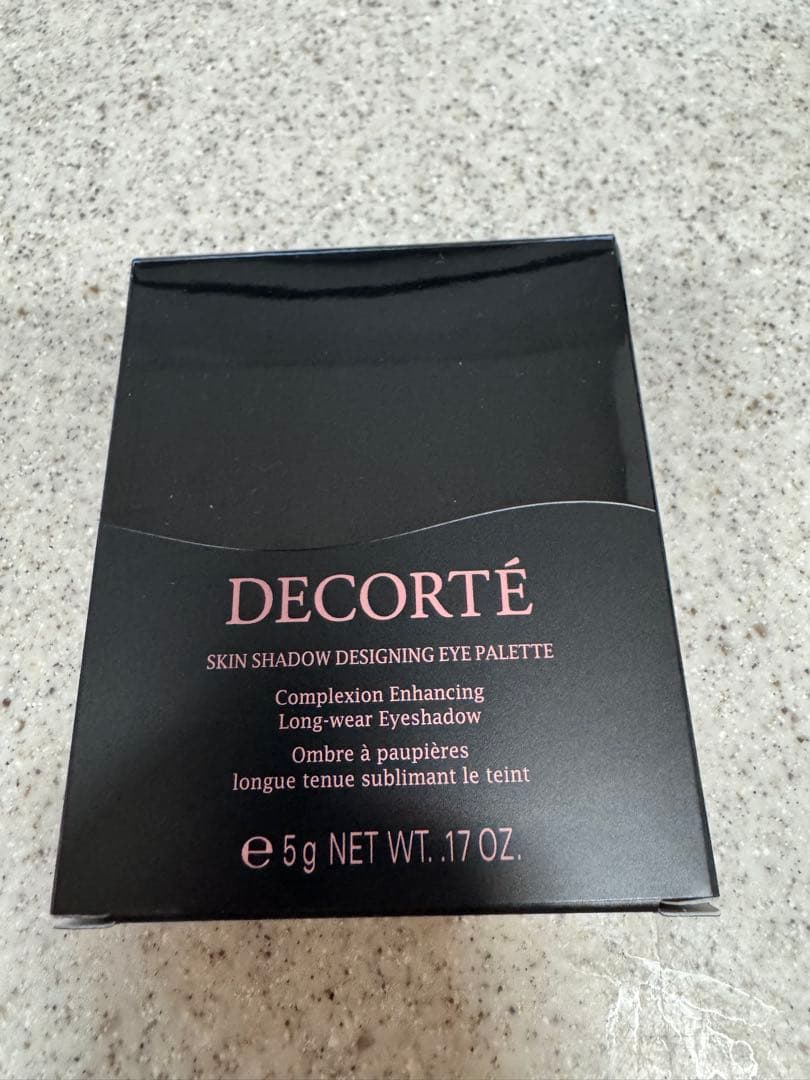 DECORTÉ
SKIN SHADOW DESIGNING EYE PALETTE
Complexion Enhancing
Long-wear Eyeshadow
Ombre à paupières
longue tenue sublimant le teint
℮ 5g NET WT. .17 OZ.